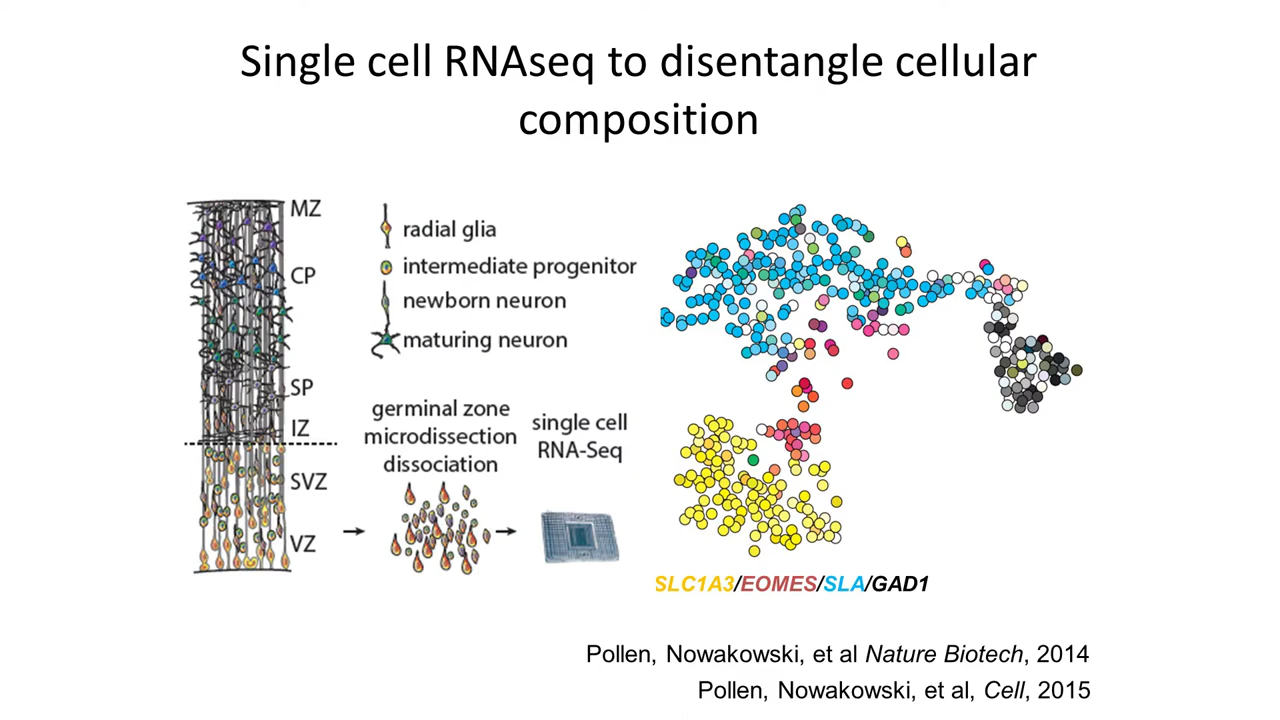 Single cell RNAseq to disentangle cellular
composition
MZ
CP
SP
IZ
SVZ
VZ
radial glia
intermediate progenitor
newborn neuron
maturing neuron
germinal zone
microdissection
dissociation
single cell
RNA-Seq
SLC1A3/EOMES/SLA/GAD1
Pollen, Nowakowski, et al Nature Biotech, 2014
Pollen, Nowakowski, et al, Cell, 2015